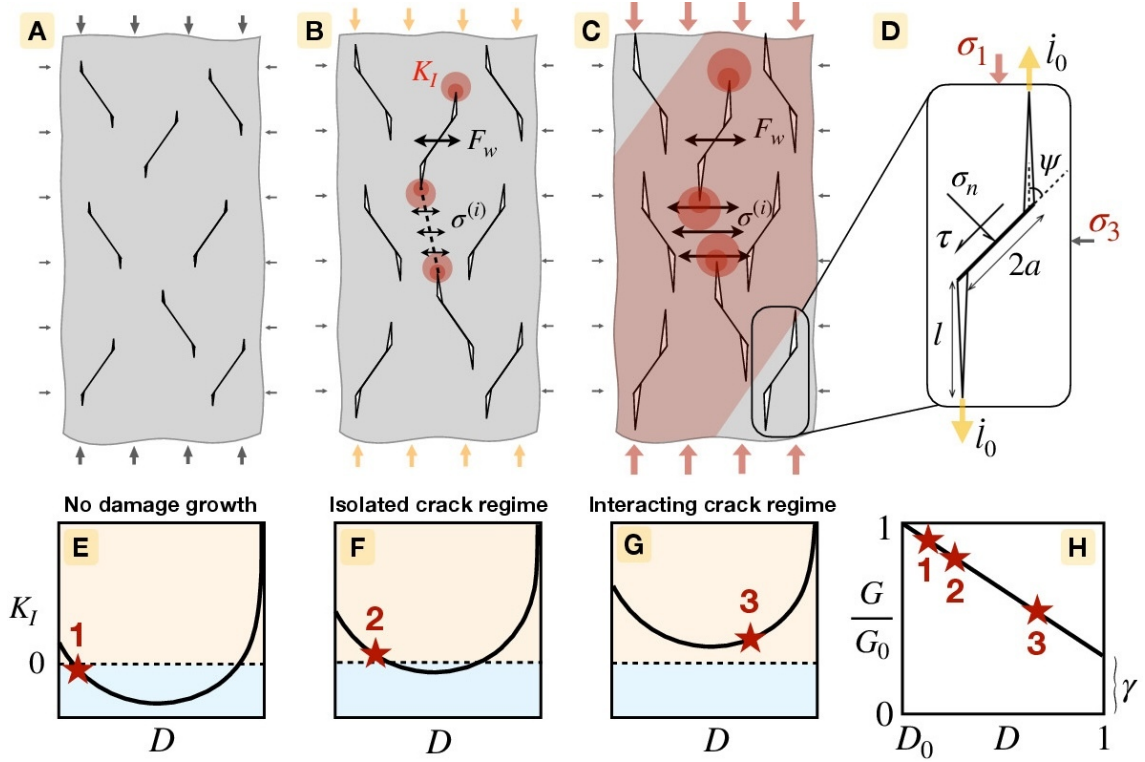 A
B
K_I
F_w
σ^(i)
C
F_w
σ^(i)
D
σ_1
i_0
ψ
σ_n
τ
σ_3
2a
l
i_0
No damage growth
Isolated crack regime
Interacting crack regime
E
K_I
1
0
D
F
2
D
G
3
D
H
1
G
G_0
1
2
3
γ
0
D_0
D
1